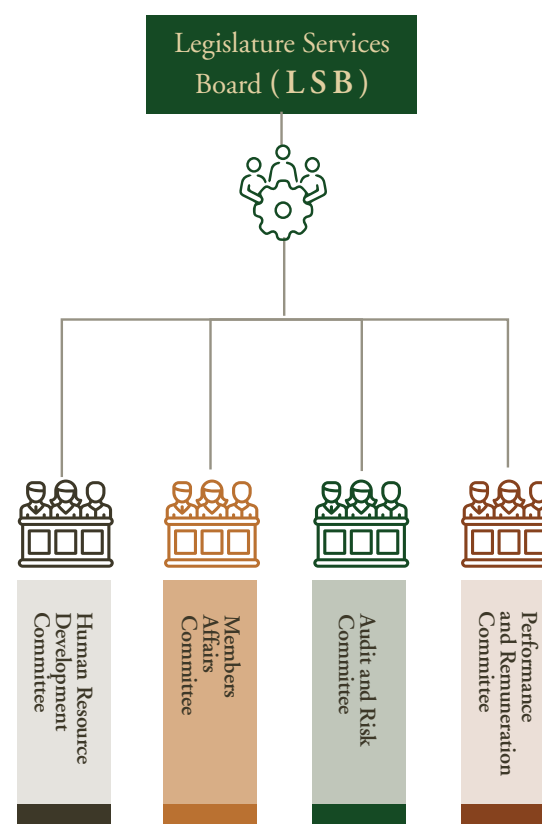 Legislature Services
Board (LSB)
Human Resource
Development
Committee
Members
Affairs
Committee
Audit and Risk
Committee
Performance
and Remuneration
Committee